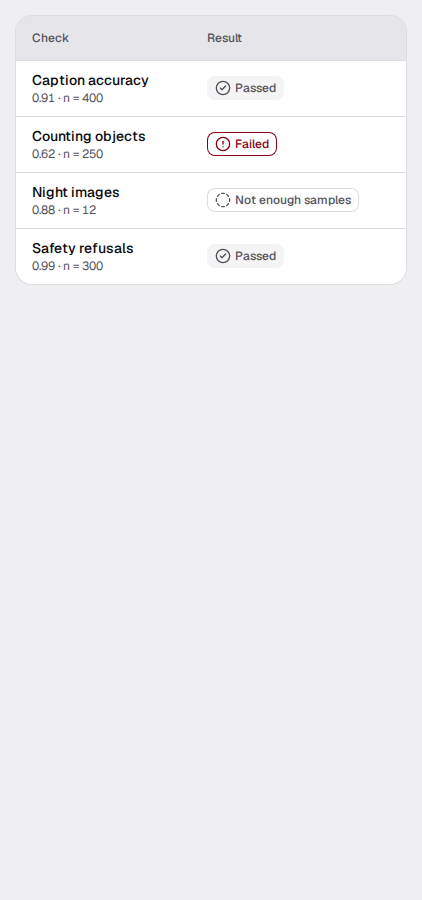 Check Result
Caption accuracy
0.91 · n = 400
Passed
Counting objects
0.62 · n = 250
Failed
Night images
0.88 · n = 12
Not enough samples
Safety refusals
0.99 · n = 300
Passed